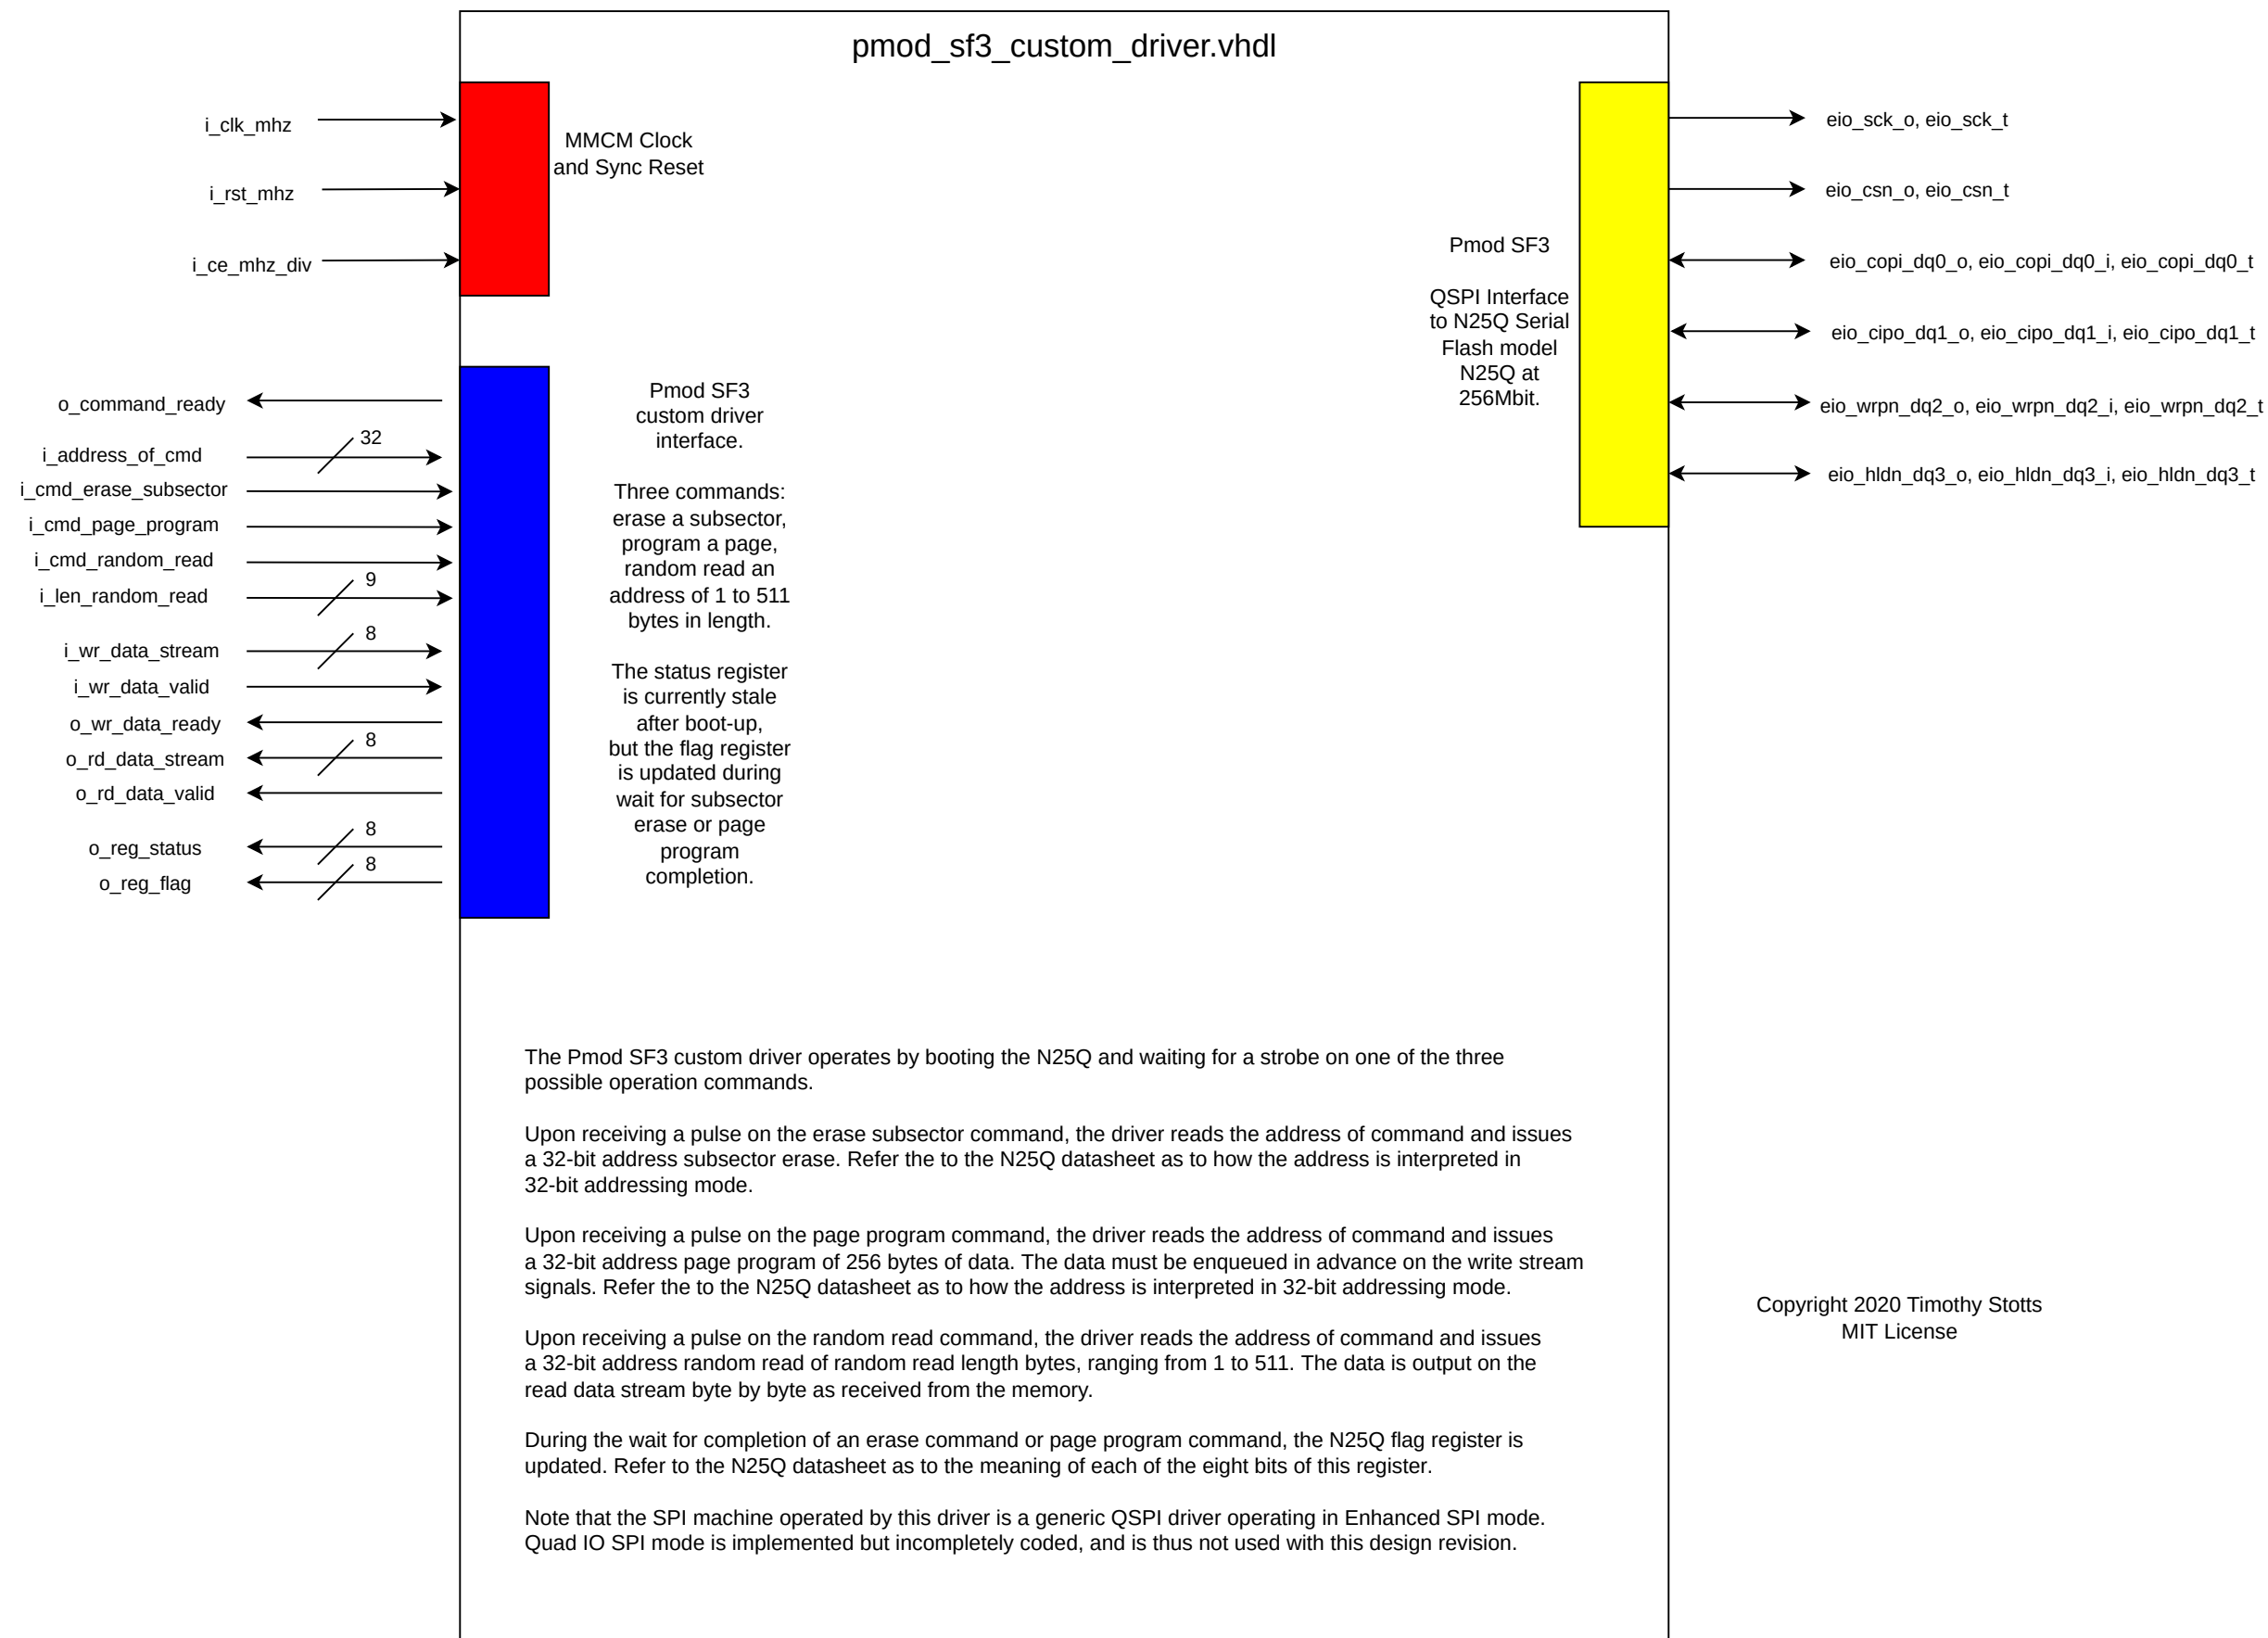 pmod_sf3_custom_driver.vhdl
i_clk_mhz
i_rst_mhz
i_ce_mhz_div
MMCM Clock
and Sync Reset
o_command_ready
i_address_of_cmd
32
i_cmd_erase_subsector
i_cmd_page_program
i_cmd_random_read
i_len_random_read
9
i_wr_data_stream
8
i_wr_data_valid
o_wr_data_ready
o_rd_data_stream
8
o_rd_data_valid
o_reg_status
8
o_reg_flag
8
Pmod SF3
custom driver
interface.
Three commands:
erase a subsector,
program a page,
random read an
address of 1 to 511
bytes in length.
The status register
is currently stale
after boot-up,
but the flag register
is updated during
wait for subsector
erase or page
program
completion.
Pmod SF3
QSPI Interface
to N25Q Serial
Flash model
N25Q at
256Mbit.
eio_sck_o, eio_sck_t
eio_csn_o, eio_csn_t
eio_copi_dq0_o, eio_copi_dq0_i, eio_copi_dq0_t
eio_cipo_dq1_o, eio_cipo_dq1_i, eio_cipo_dq1_t
eio_wrpn_dq2_o, eio_wrpn_dq2_i, eio_wrpn_dq2_t
eio_hldn_dq3_o, eio_hldn_dq3_i, eio_hldn_dq3_t
The Pmod SF3 custom driver operates by booting the N25Q and waiting for a strobe on one of the three
possible operation commands.
Upon receiving a pulse on the erase subsector command, the driver reads the address of command and issues
a 32-bit address subsector erase. Refer the to the N25Q datasheet as to how the address is interpreted in
32-bit addressing mode.
Upon receiving a pulse on the page program command, the driver reads the address of command and issues
a 32-bit address page program of 256 bytes of data. The data must be enqueued in advance on the write stream
signals. Refer the to the N25Q datasheet as to how the address is interpreted in 32-bit addressing mode.
Upon receiving a pulse on the random read command, the driver reads the address of command and issues
a 32-bit address random read of random read length bytes, ranging from 1 to 511. The data is output on the
read data stream byte by byte as received from the memory.
During the wait for completion of an erase command or page program command, the N25Q flag register is
updated. Refer to the N25Q datasheet as to the meaning of each of the eight bits of this register.
Note that the SPI machine operated by this driver is a generic QSPI driver operating in Enhanced SPI mode.
Quad IO SPI mode is implemented but incompletely coded, and is thus not used with this design revision.
Copyright 2020 Timothy Stotts
MIT License